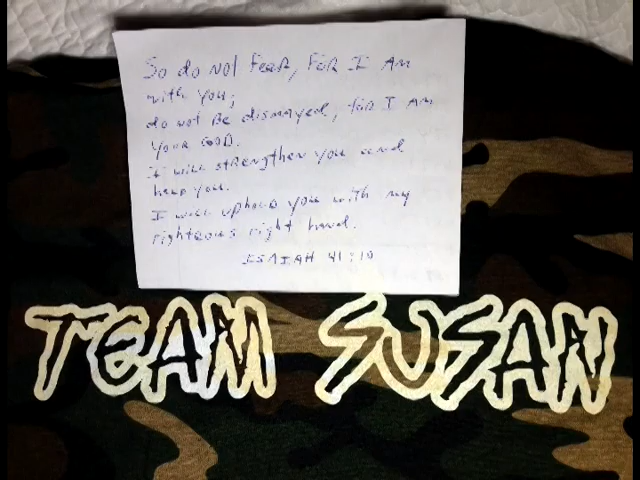 So do not Fear, For I Am
with you;
do not Be dismayed, for I Am
your GOD.
I will strengthen you and
help you.
I will uphold you with my
righteous right hand.
ISAIAH 41:10
TEAM SUSAN